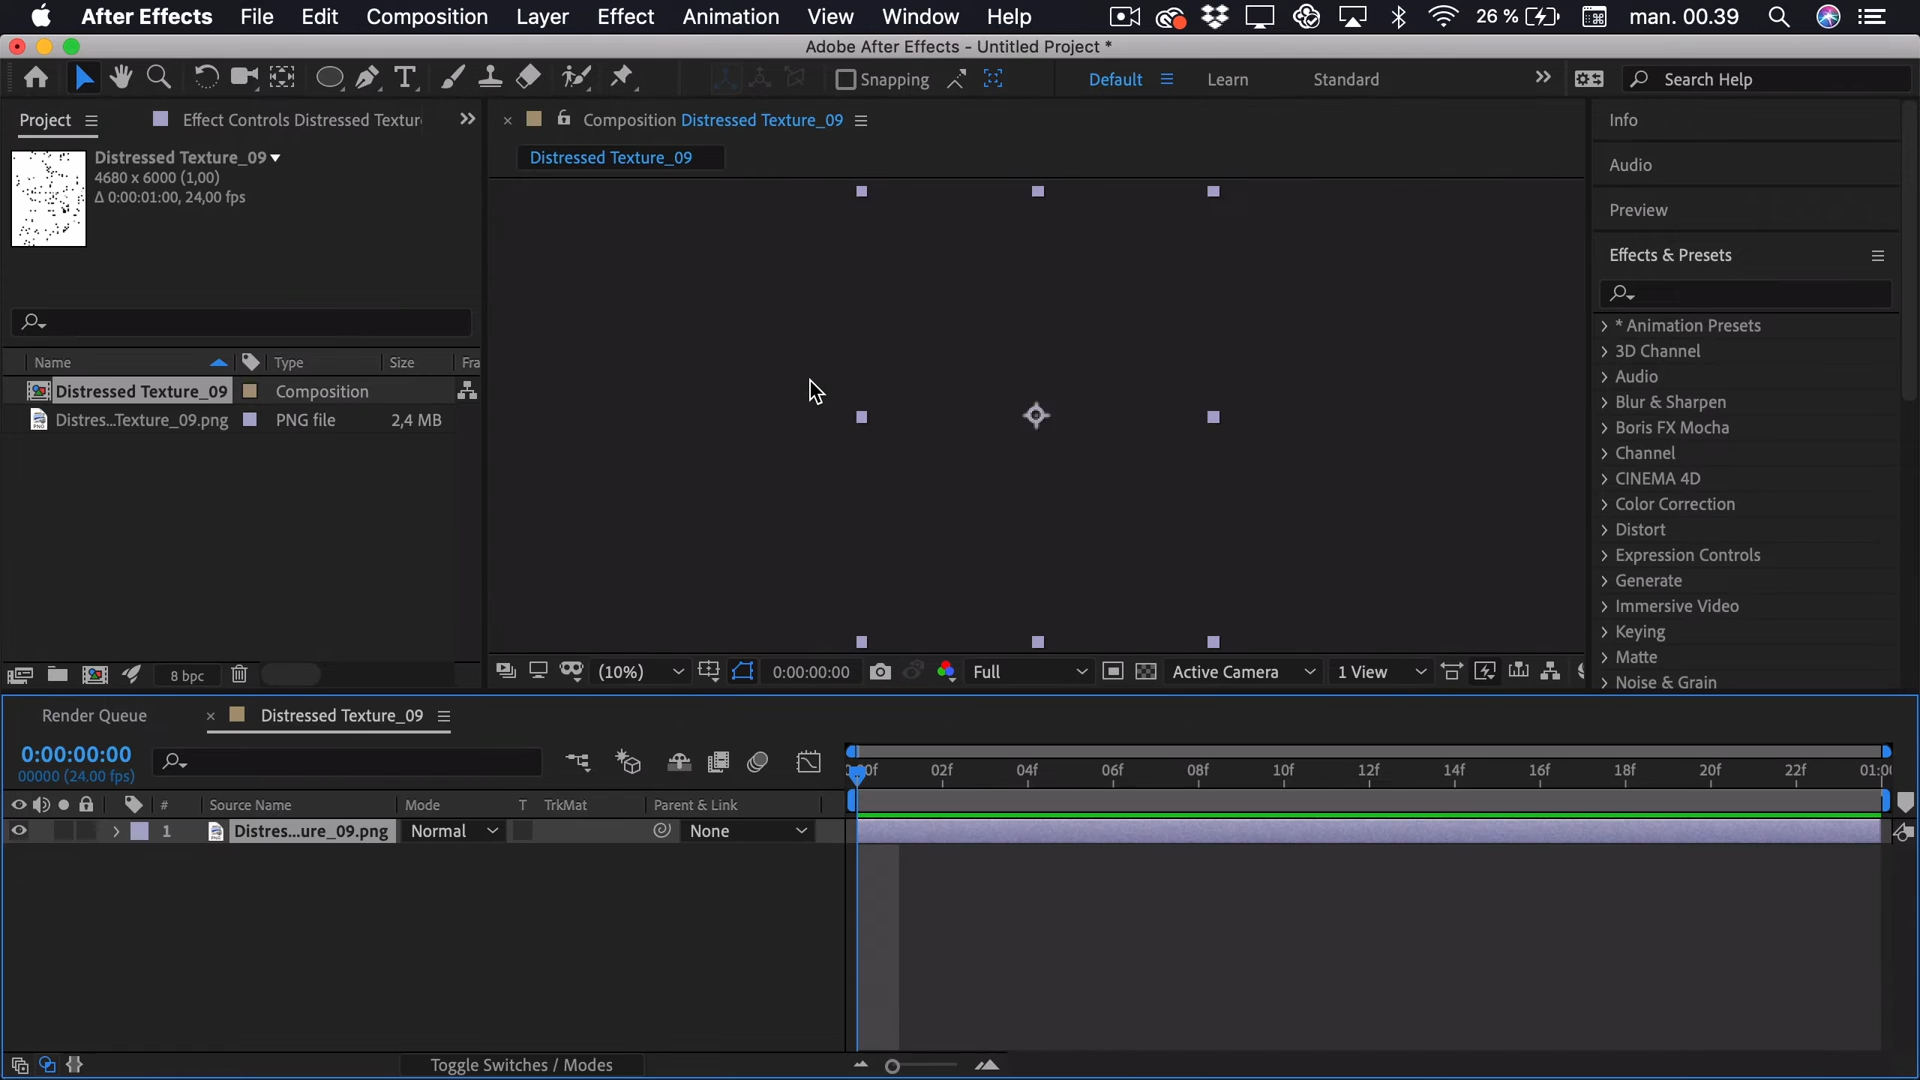 After Effects File Edit Composition Layer Effect Animation View Window Help 26 % man. 00.39
Adobe After Effects - Untitled Project *
Snapping Default Learn Standard Search Help
Project Effect Controls Distressed Textur
Composition Distressed Texture_09
Distressed Texture_09
Distressed Texture_09
4680 x 6000 (1,00)
Δ 0:00:01:00, 24,00 fps
Name Type Size Fra
Distressed Texture_09 Composition
Distres...Texture_09.png PNG file 2,4 MB
8 bpc
(10%) 0:00:00:00 Full Active Camera 1 View
Info
Audio
Preview
Effects & Presets
* Animation Presets
3D Channel
Audio
Blur & Sharpen
Boris FX Mocha
Channel
CINEMA 4D
Color Correction
Distort
Expression Controls
Generate
Immersive Video
Keying
Matte
Noise & Grain
Render Queue Distressed Texture_09
0:00:00:00
00000 (24.00 fps)
02f 04f 06f 08f 10f 12f 14f 16f 18f 20f 22f 01:0
# Source Name Mode T TrkMat Parent & Link
1 Distres...ure_09.png Normal None
Toggle Switches / Modes